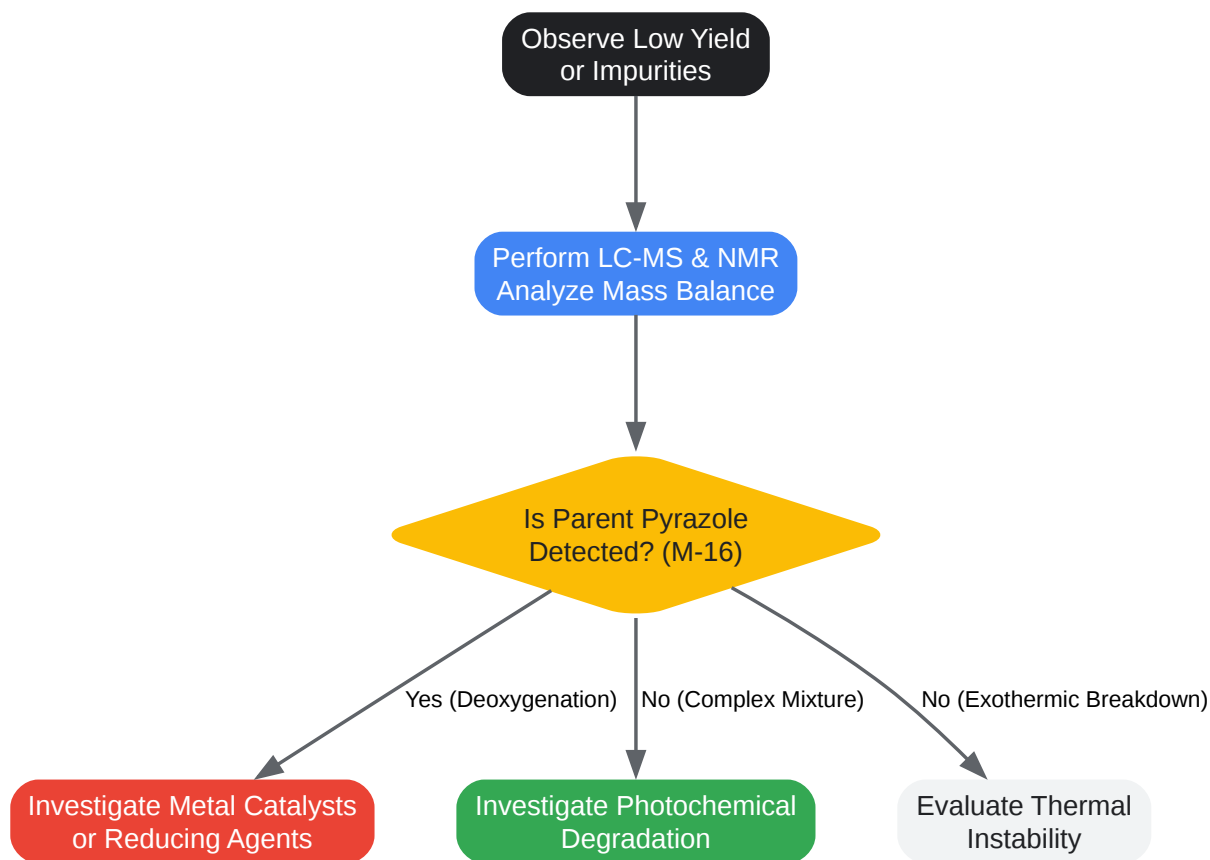 Observe Low Yield
or Impurities
Perform LC-MS & NMR
Analyze Mass Balance
Is Parent Pyrazole
Detected? (M-16)
Yes (Deoxygenation)
No (Complex Mixture)
No (Exothermic Breakdown)
Investigate Metal Catalysts
or Reducing Agents
Investigate Photochemical
Degradation
Evaluate Thermal
Instability